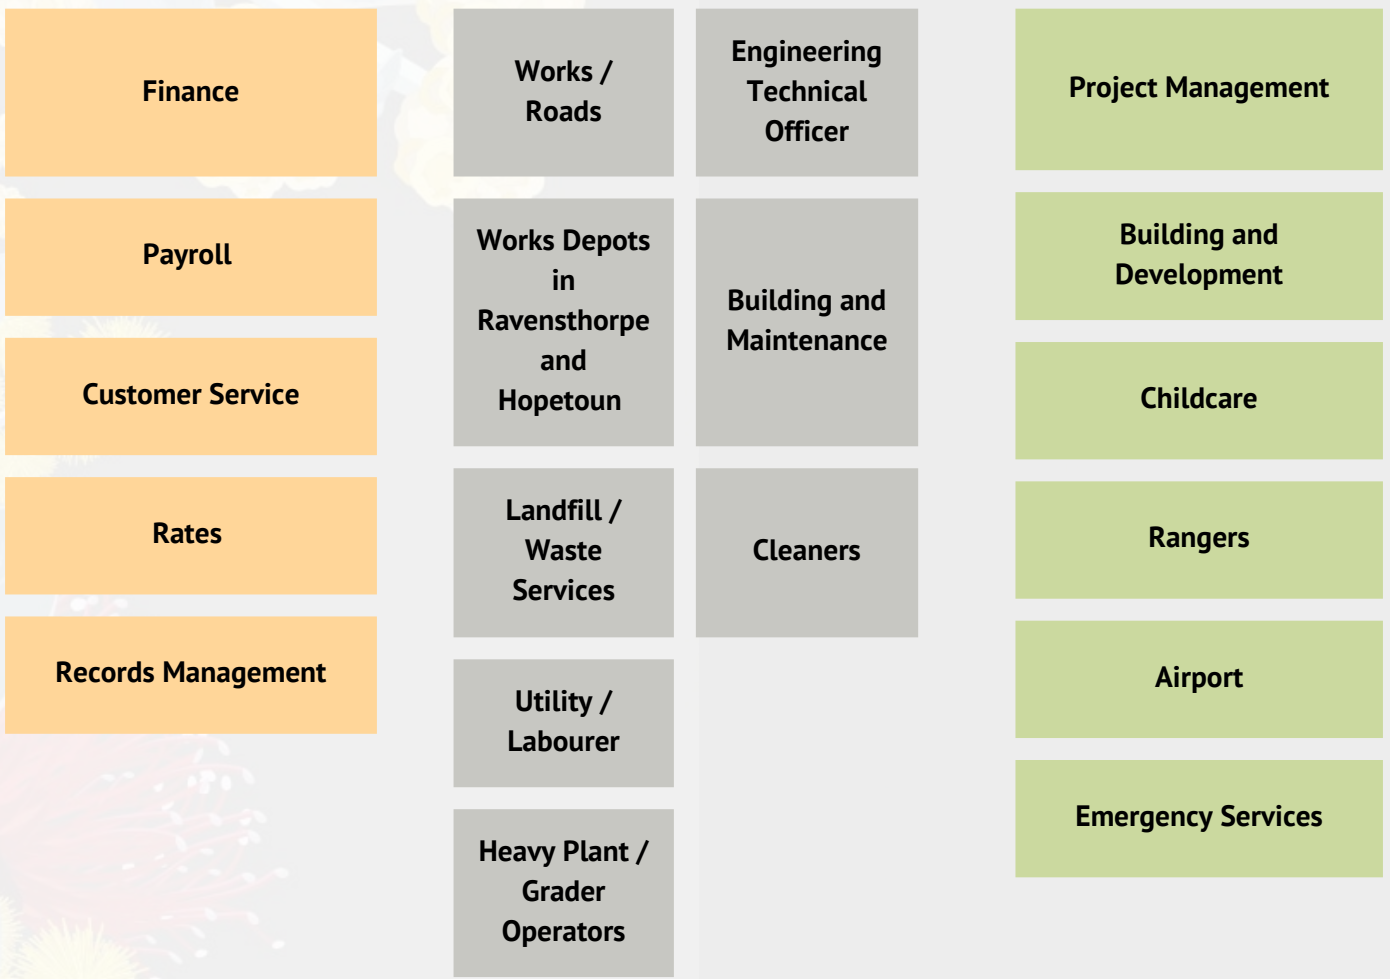 Finance
Payroll
Customer Service
Rates
Records Management
Works /
Roads
Works Depots
in
Ravensthorpe
and
Hopetoun
Landfill /
Waste
Services
Utility /
Labourer
Heavy Plant /
Grader
Operators
Engineering
Technical
Officer
Building and
Maintenance
Cleaners
Project Management
Building and
Development
Childcare
Rangers
Airport
Emergency Services